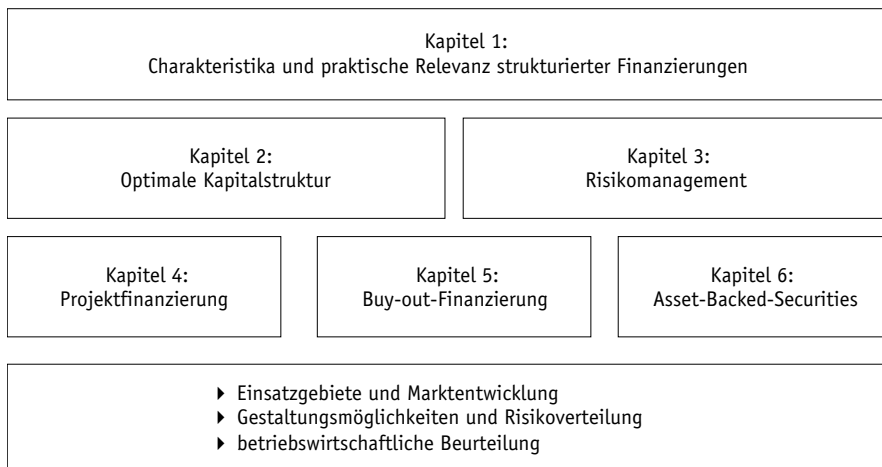 Kapitel 1:
Charakteristika und praktische Relevanz strukturierter Finanzierungen
Kapitel 2:
Optimale Kapitalstruktur
Kapitel 3:
Risikomanagement
Kapitel 4:
Projektfinanzierung
Kapitel 5:
Buy-out-Finanzierung
Kapitel 6:
Asset-Backed-Securities
Einsatzgebiete und Marktentwicklung
Gestaltungsmöglichkeiten und Risikoverteilung
betriebswirtschaftliche Beurteilung